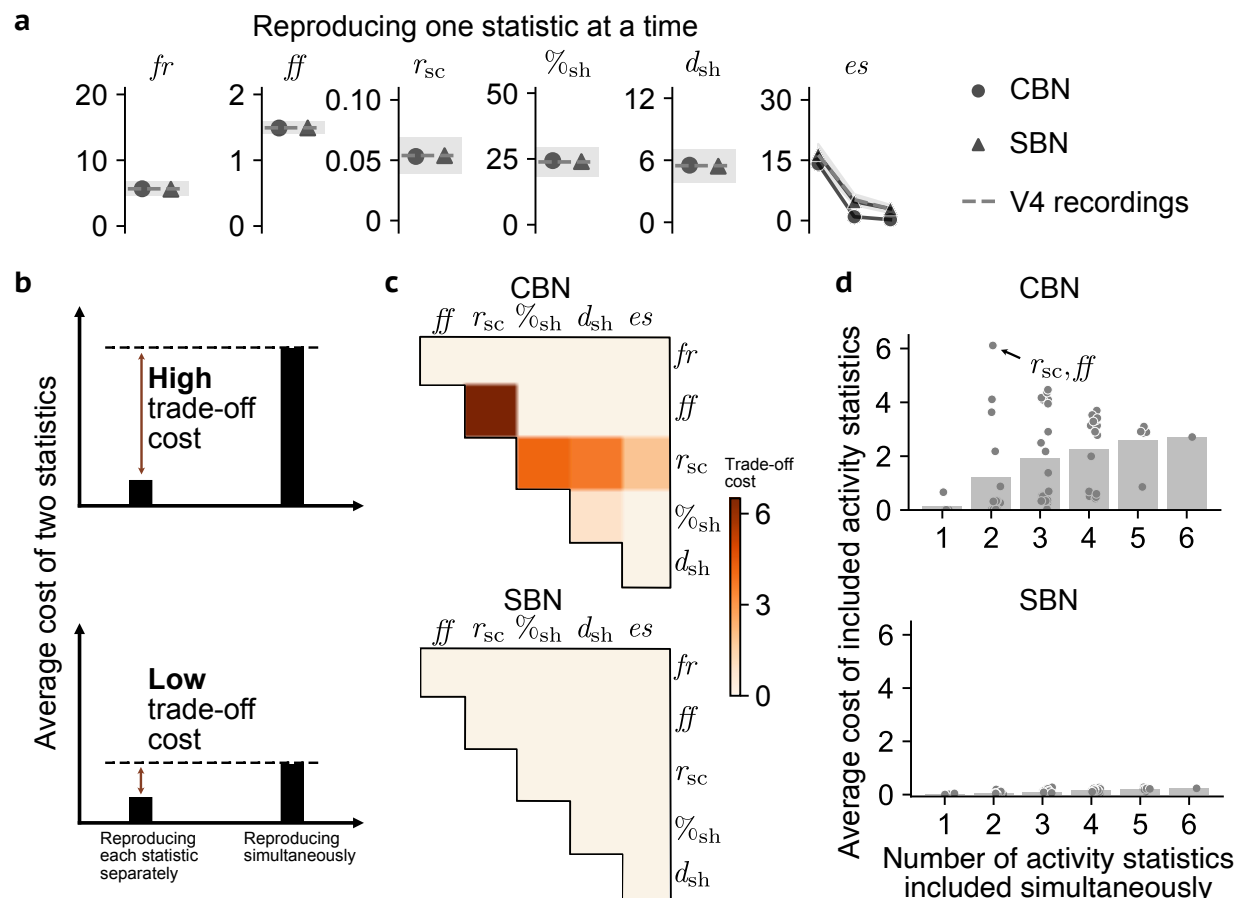 a
Reproducing one statistic at a time
fr
ff
r_sc
%_sh
d_sh
es
20
10
0
2
1
0
0.10
0.05
0
50
25
0
12
6
0
30
15
0
CBN
SBN
V4 recordings
b
Average cost of two statistics
High
trade-off
cost
Low
trade-off
cost
Reproducing
each statistic
separately
Reproducing
simultaneously
c
CBN
ff r_sc %_sh d_sh es
fr
ff
r_sc
%_sh
d_sh
Trade-off
cost
6
3
0
SBN
ff r_sc %_sh d_sh es
fr
ff
r_sc
%_sh
d_sh
d
Average cost of included activity statistics
CBN
6
4
2
0
r_sc, ff
1 2 3 4 5 6
SBN
6
4
2
0
1 2 3 4 5 6
Number of activity statistics
included simultaneously